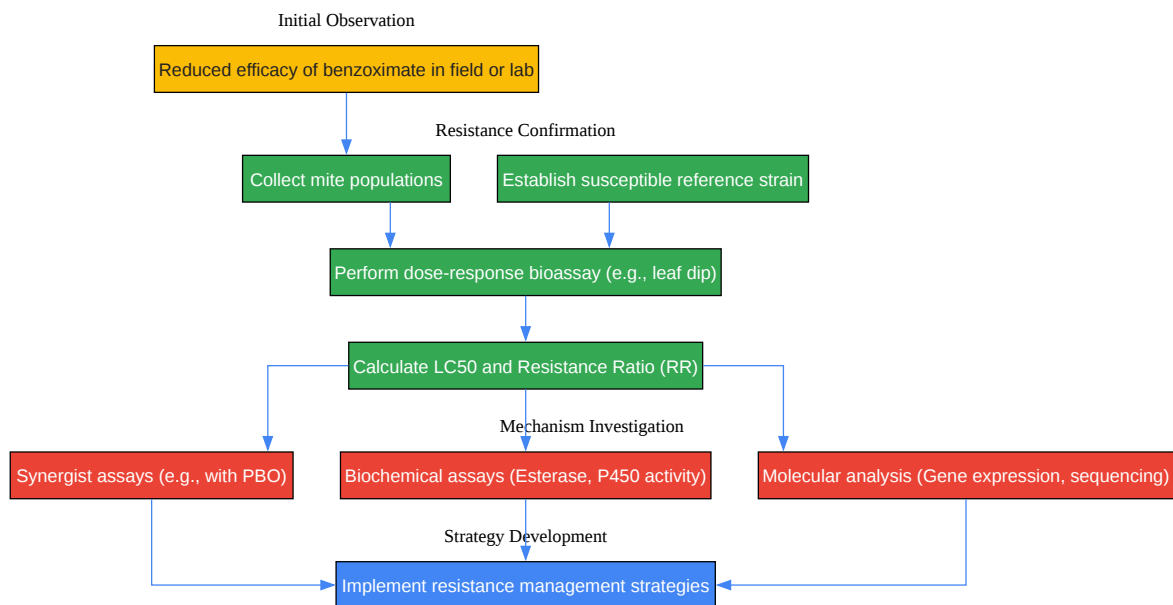 Initial Observation
Reduced efficacy of benzoximate in field or lab
Resistance Confirmation
Collect mite populations
Establish susceptible reference strain
Perform dose-response bioassay (e.g., leaf dip)
Calculate LC50 and Resistance Ratio (RR)
Mechanism Investigation
Synergist assays (e.g., with PBO)
Biochemical assays (Esterase, P450 activity)
Molecular analysis (Gene expression, sequencing)
Strategy Development
Implement resistance management strategies